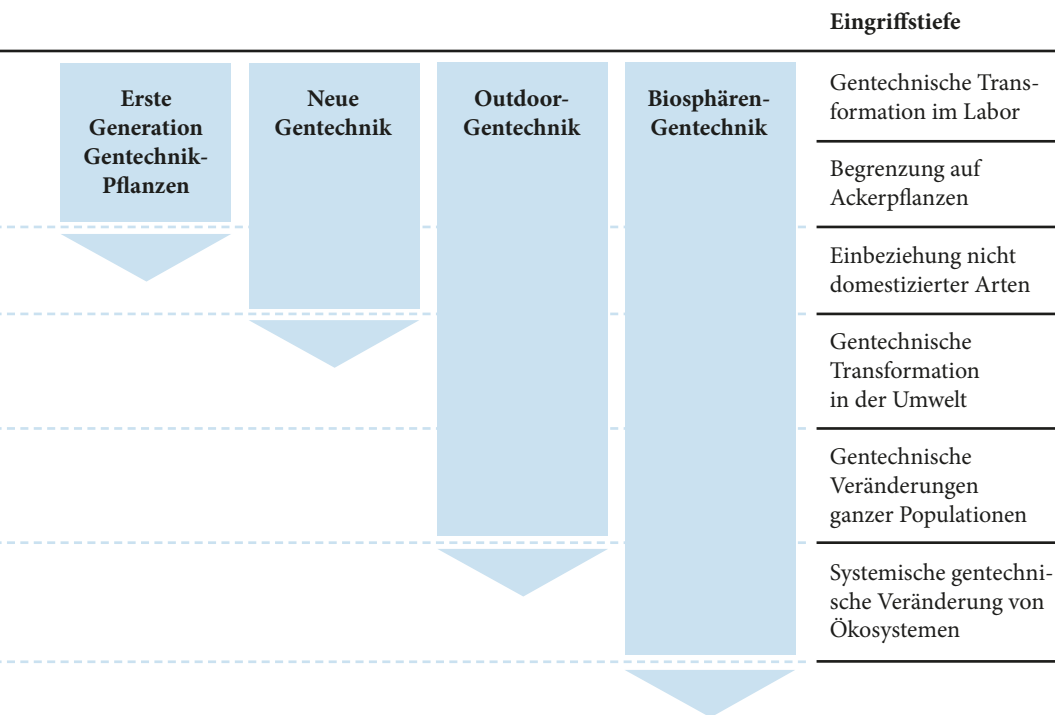 Eingriffstiefe
Erste
Generation
Gentechnik-
Pflanzen
Neue
Gentechnik
Outdoor-
Gentechnik
Biosphären-
Gentechnik
Gentechnische Trans-
formation im Labor
Begrenzung auf
Ackerpflanzen
Einbeziehung nicht
domestizierter Arten
Gentechnische
Transformation
in der Umwelt
Gentechnische
Veränderungen
ganzer Populationen
Systemische gentechni-
sche Veränderung von
Ökosystemen